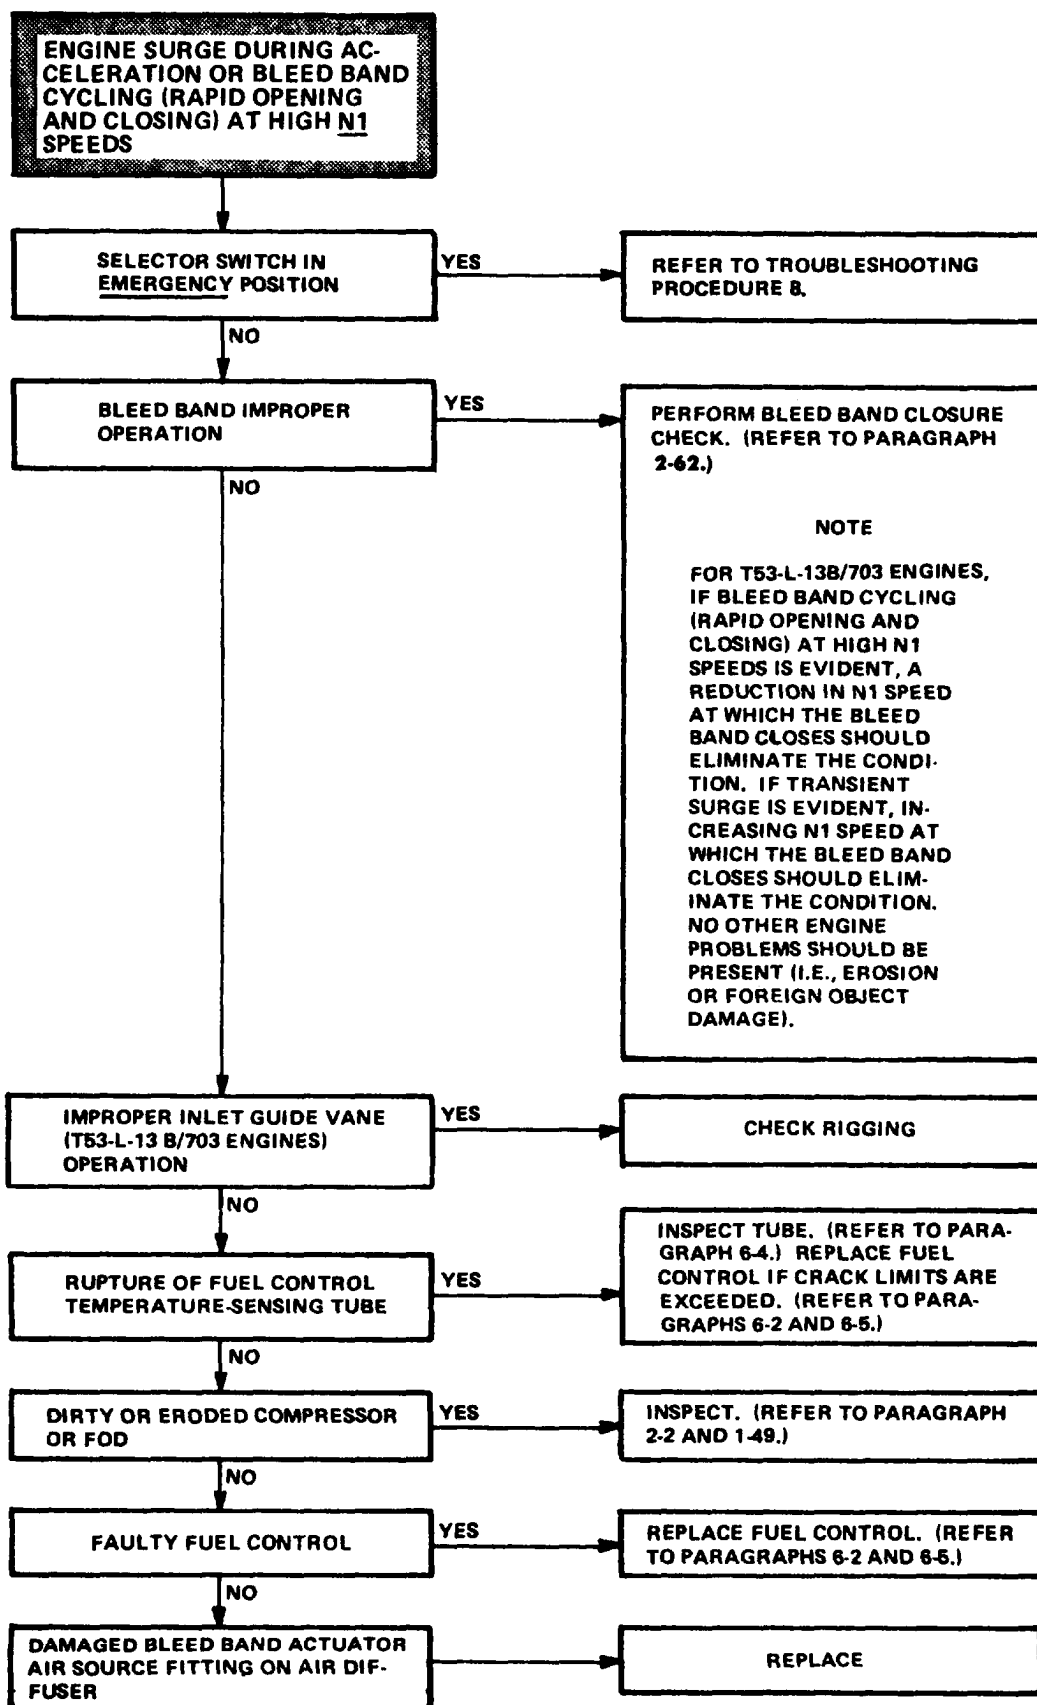 ENGINE SURGE DURING AC-
CELERATION OR BLEED BAND
CYCLING (RAPID OPENING
AND CLOSING) AT HIGH N1
SPEEDS
SELECTOR SWITCH IN
EMERGENCY POSITION
YES
REFER TO TROUBLESHOOTING
PROCEDURE 8.
NO
BLEED BAND IMPROPER
OPERATION
YES
PERFORM BLEED BAND CLOSURE
CHECK. (REFER TO PARAGRAPH
2-62.)
NOTE
FOR T53-L-13B/703 ENGINES,
IF BLEED BAND CYCLING
(RAPID OPENING AND
CLOSING) AT HIGH N1
SPEEDS IS EVIDENT, A
REDUCTION IN N1 SPEED
AT WHICH THE BLEED
BAND CLOSES SHOULD
ELIMINATE THE CONDI-
TION. IF TRANSIENT
SURGE IS EVIDENT, IN-
CREASING N1 SPEED AT
WHICH THE BLEED BAND
CLOSES SHOULD ELIM-
INATE THE CONDITION.
NO OTHER ENGINE
PROBLEMS SHOULD BE
PRESENT (I.E., EROSION
OR FOREIGN OBJECT
DAMAGE).
NO
IMPROPER INLET GUIDE VANE
(T53-L-13 B/703 ENGINES)
OPERATION
YES
CHECK RIGGING
NO
RUPTURE OF FUEL CONTROL
TEMPERATURE-SENSING TUBE
YES
INSPECT TUBE. (REFER TO PARA-
GRAPH 6-4.) REPLACE FUEL
CONTROL IF CRACK LIMITS ARE
EXCEEDED. (REFER TO PARA-
GRAPHS 6-2 AND 6-5.)
NO
DIRTY OR ERODED COMPRESSOR
OR FOD
YES
INSPECT. (REFER TO PARAGRAPH
2-2 AND 1-49.)
NO
FAULTY FUEL CONTROL
YES
REPLACE FUEL CONTROL. (REFER
TO PARAGRAPHS 6-2 AND 6-5.)
NO
DAMAGED BLEED BAND ACTUATOR
AIR SOURCE FITTING ON AIR DIF-
FUSER
REPLACE